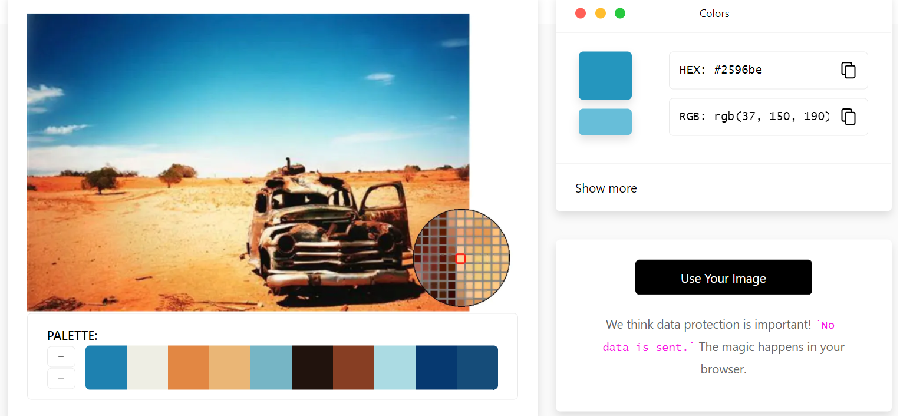 Colors
HEX: #2596be
RGB: rgb(37, 150, 190)
Show more
Use Your Image
We think data protection is important! `No
data is sent.` The magic happens in your
browser.
PALETTE: